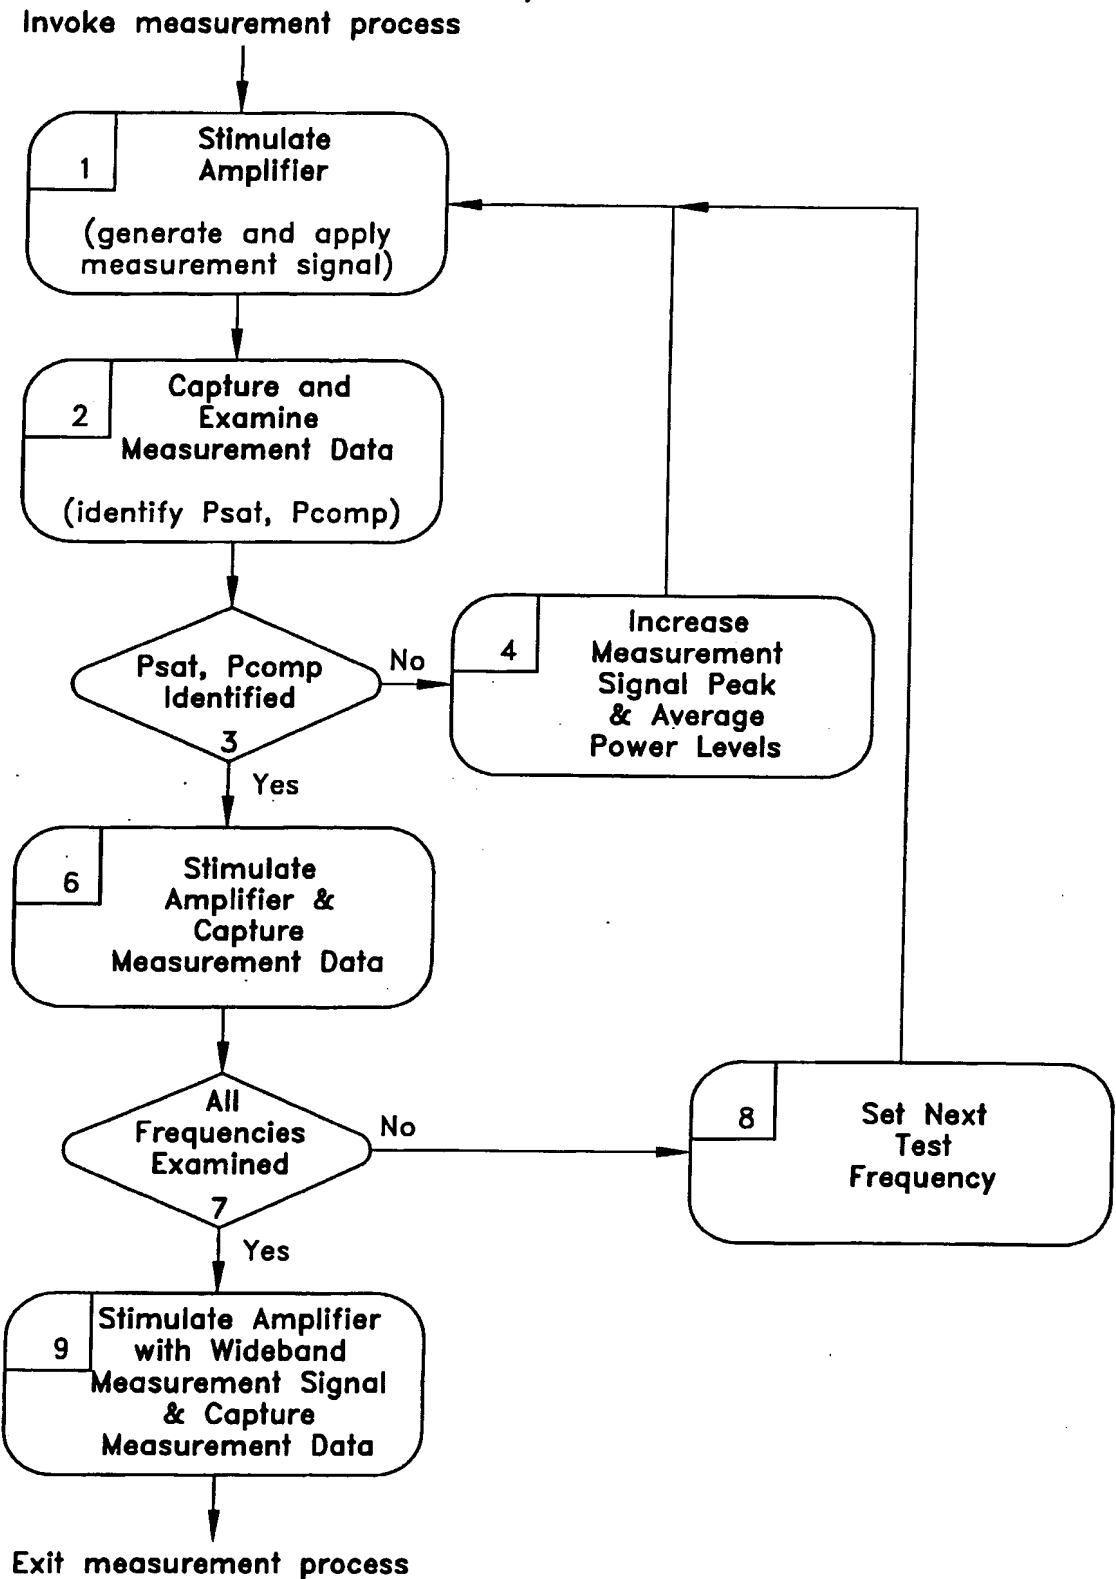 Invoke measurement process
1
Stimulate
Amplifier
(generate and apply
measurement signal)
2
Capture and
Examine
Measurement Data
(identify Psat, Pcomp)
Psat, Pcomp
Identified
3
No
Yes
4
Increase
Measurement
Signal Peak
& Average
Power Levels
6
Stimulate
Amplifier &
Capture
Measurement Data
All
Frequencies
Examined
7
No
Yes
8
Set Next
Test
Frequency
9
Stimulate Amplifier
with Wideband
Measurement Signal
& Capture
Measurement Data
Exit measurement process